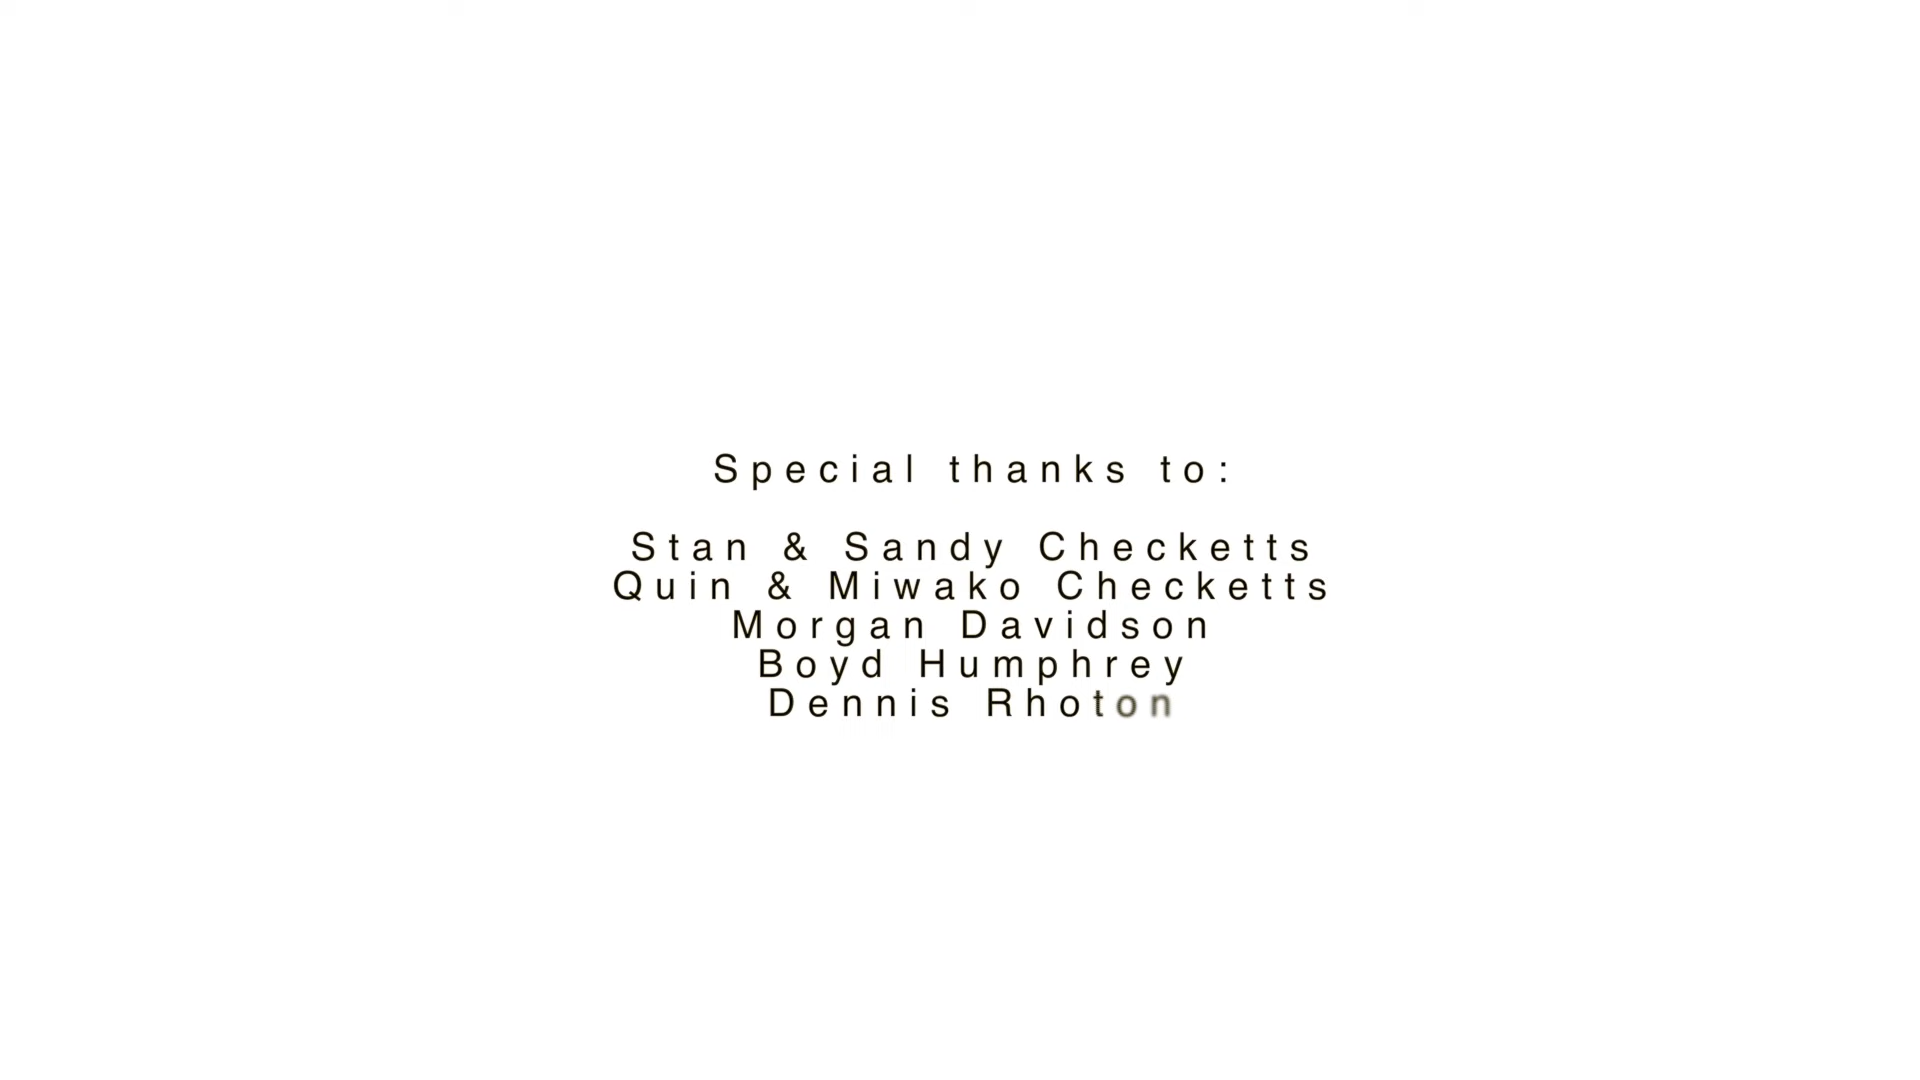 Special thanks to:
Stan & Sandy Checketts
Quin & Miwako Checketts
Morgan Davidson
Boyd Humphrey
Dennis Rhoton